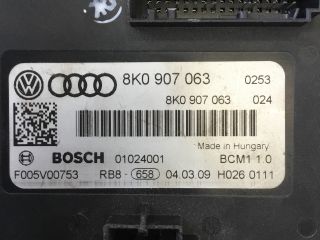 8K0 907 063 0253
8K0 907 063 024
Made in Hungary
BOSCH 01024001 BCM1 1.0
F005V00753 RB8- 658 04.03.09 H026 0111